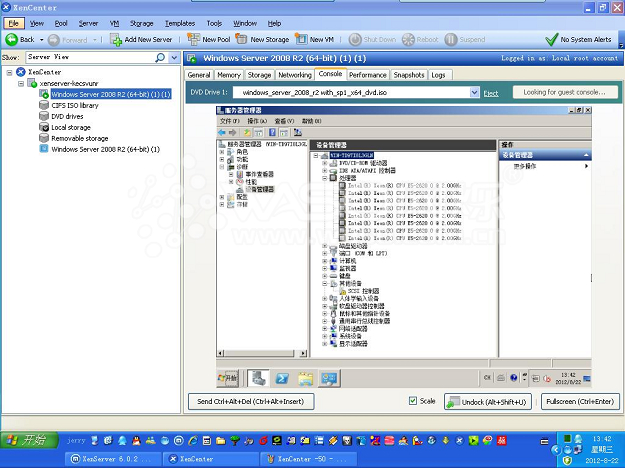 XenCenter
File View Pool Server VM Storage Templates Tools Window Help
Back Forward Add New Server New Pool New Storage New VM Shut Down Reboot Suspend No System Alerts
Show: Server View
Windows Server 2008 R2 (64-bit) (1) (1) Logged in as: Local root account
XenCenter
xenserver-kecsvunr
Windows Server 2008 R2 (64-bit) (1) (1)
CIFS ISO library
DVD drives
Local storage
Removable storage
Windows Server 2008 R2 (64-bit) (1)
General Memory Storage Networking Console Performance Snapshots Logs
DVD Drive 1: windows_server_2008_r2 with_sp1_x64_dvd.iso Eject Looking for guest console...
服务器管理器
文件(F) 操作(A) 查看(V) 帮助(H)
服务器管理器
角色
功能
诊断
事件查看器
性能
设备管理器
配置
存储
设备管理器
DVD/CD-ROM 驱动器
IDE ATA/ATAPI 控制器
处理器
Intel(R) Xeon(R) CPU E5-2620 0 @ 2.00GHz
Intel(R) Xeon(R) CPU E5-2620 0 @ 2.00GHz
Intel(R) Xeon(R) CPU E5-2620 0 @ 2.00GHz
Intel(R) Xeon(R) CPU E5-2620 0 @ 2.00GHz
Intel(R) Xeon(R) CPU E5-2620 0 @ 2.00GHz
Intel(R) Xeon(R) CPU E5-2620 0 @ 2.00GHz
Intel(R) Xeon(R) CPU E5-2620 0 @ 2.00GHz
Intel(R) Xeon(R) CPU E5-2620 0 @ 2.00GHz
磁盘驱动器
端口 (COM 和 LPT)
计算机
监视器
键盘
其他设备
SCSI 控制器
人体学输入设备
软盘驱动器控制器
鼠标和其他指针设备
通用串行总线控制器
网络适配器
系统设备
显示适配器
操作
设备管理器
更多操作
开始
CH
13:42
2012/8/22
Send Ctrl+Alt+Del (Ctrl+Alt+Insert) Scale Undock (Alt+Shift+U) Fullscreen (Ctrl+Enter)
开始 jerry
XenServer 6.0.2 ... XenCenter XenCenter -50 - ...
13:42
星期三
2012-8-22